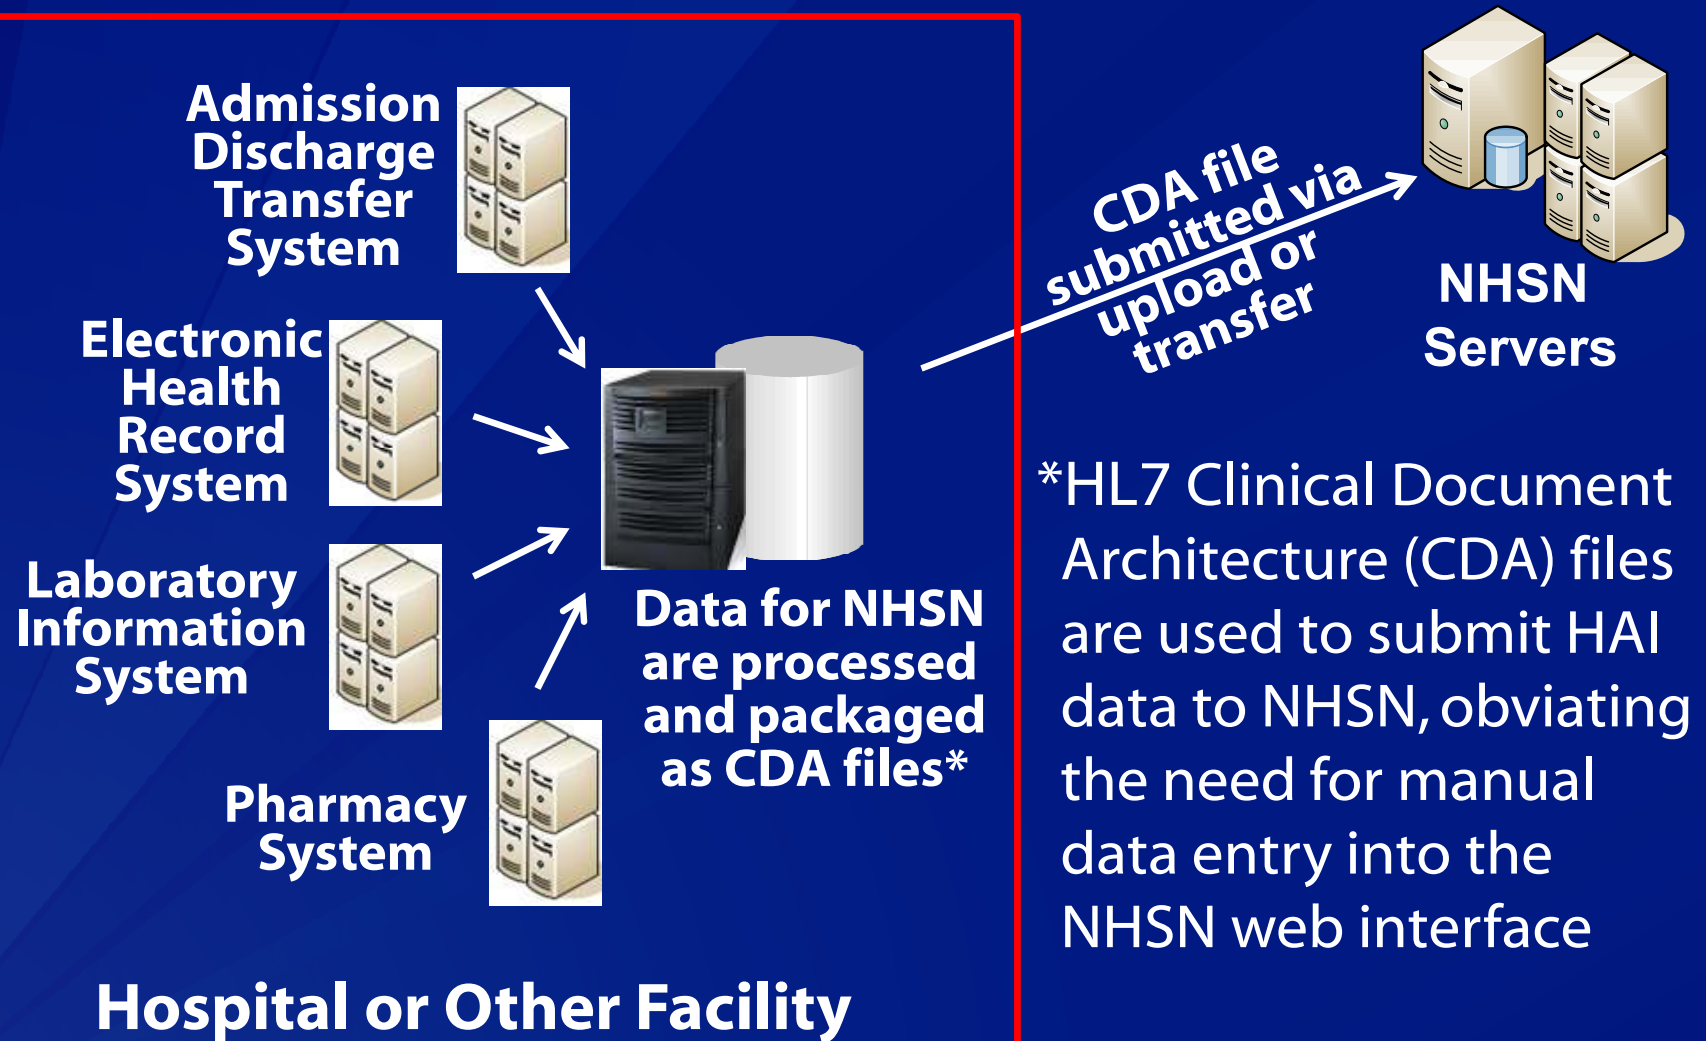 Admission
Discharge
Transfer
System
Electronic
Health
Record
System
Laboratory
Information
System
Pharmacy
System
Data for NHSN
are processed
and packaged
as CDA files*
Hospital or Other Facility
CDA file
submitted via
upload or
transfer
NHSN
Servers
*HL7 Clinical Document
Architecture (CDA) files
are used to submit HAI
data to NHSN, obviating
the need for manual
data entry into the
NHSN web interface